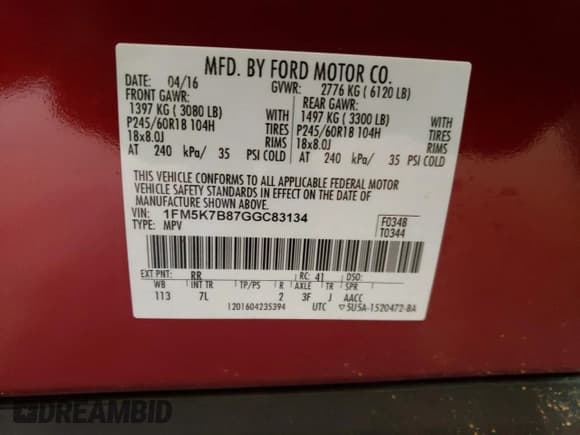 MFD. BY FORD MOTOR CO.
DATE: 04/16 GVWR: 2776 KG ( 6120 LB)
FRONT GAWR: REAR GAWR:
1397 KG ( 3080 LB) WITH 1497 KG ( 3300 LB) WITH
P245/60R18 104H TIRES P245/60R18 104H TIRES
18x8.0J RIMS 18x8.0J RIMS
AT 240 kPa/ 35 PSI COLD AT 240 kPa/ 35 PSI COLD
THIS VEHICLE CONFORMS TO ALL APPLICABLE FEDERAL MOTOR
VEHICLE SAFETY STANDARDS IN EFFECT ON THE DATE OF
MANUFACTURE SHOWN ABOVE.
VIN: 1FM5K7B87GGC83134 F0348
TYPE: MPV T0344
EXT PNT: RR RC: 41 DSO:
WB INT TR TP/PS R AXLE TR SPR
113 7L 2 3F J AACC
1201604235394 UTC ▽5U5A-1520472-BA
DREAMBID